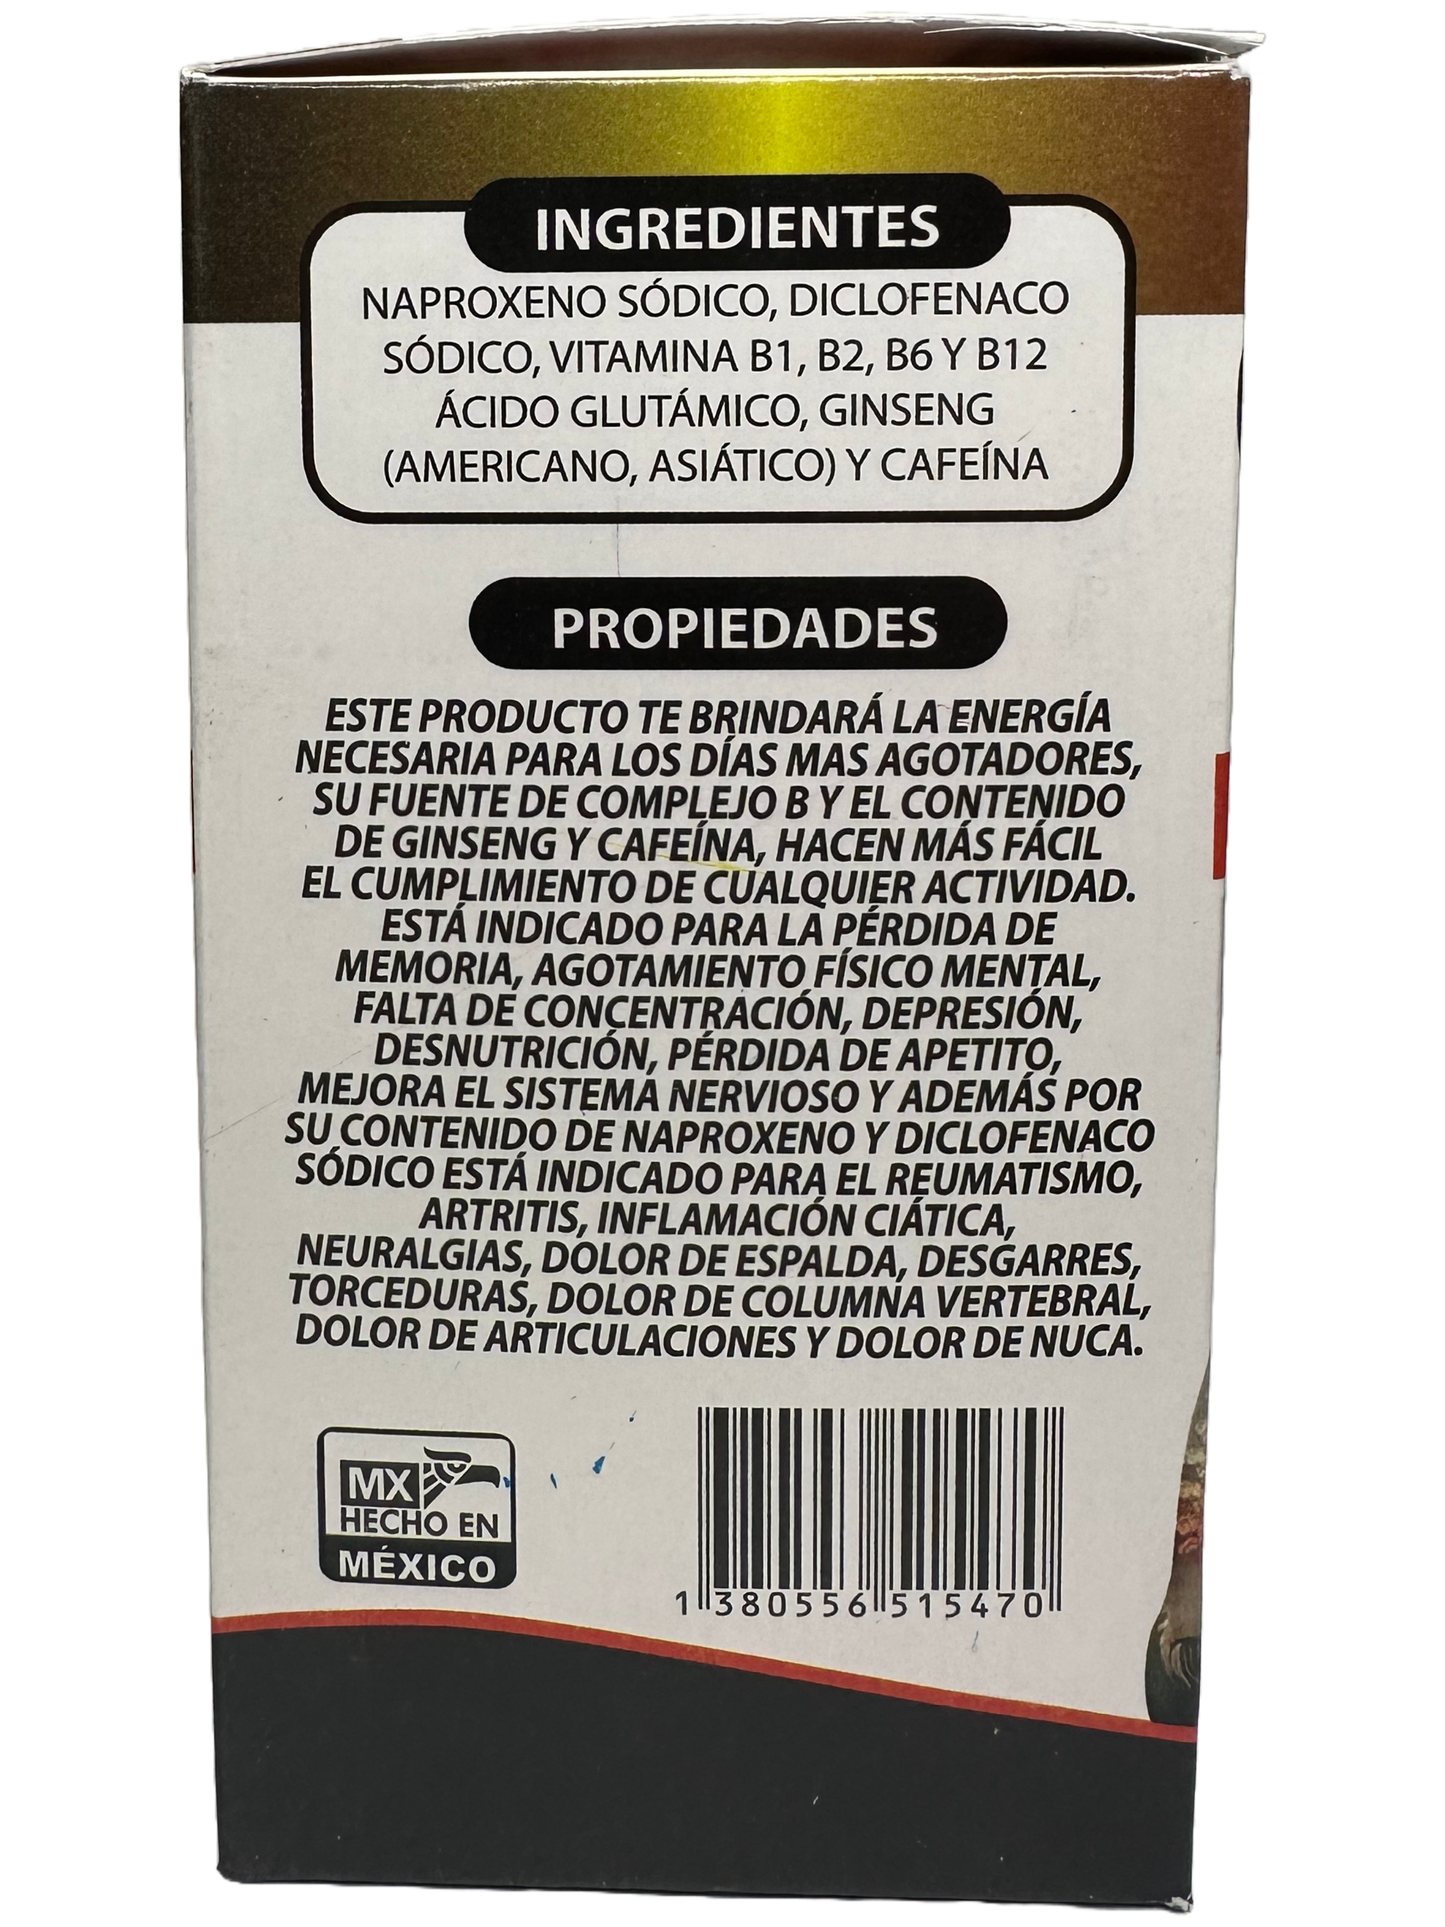 INGREDIENTES
NAPROXENO SÓDICO, DICLOFENACO
SÓDICO, VITAMINA B1, B2, B6 Y B12
ÁCIDO GLUTÁMICO, GINSENG
(AMERICANO, ASIÁTICO) Y CAFEÍNA
PROPIEDADES
ESTE PRODUCTO TE BRINDARÁ LA ENERGÍA
NECESARIA PARA LOS DÍAS MAS AGOTADORES,
SU FUENTE DE COMPLEJO B Y EL CONTENIDO
DE GINSENG Y CAFEÍNA, HACEN MÁS FÁCIL
EL CUMPLIMIENTO DE CUALQUIER ACTIVIDAD.
ESTÁ INDICADO PARA LA PÉRDIDA DE
MEMORIA, AGOTAMIENTO FÍSICO MENTAL,
FALTA DE CONCENTRACIÓN, DEPRESIÓN,
DESNUTRICIÓN, PÉRDIDA DE APETITO,
MEJORA EL SISTEMA NERVIOSO Y ADEMÁS POR
SU CONTENIDO DE NAPROXENO Y DICLOFENACO
SÓDICO ESTÁ INDICADO PARA EL REUMATISMO,
ARTRITIS, INFLAMACIÓN CIÁTICA,
NEURALGIAS, DOLOR DE ESPALDA, DESGARRES,
TORCEDURAS, DOLOR DE COLUMNA VERTEBRAL,
DOLOR DE ARTICULACIONES Y DOLOR DE NUCA.
MX
HECHO EN
MÉXICO
1 380556 515470